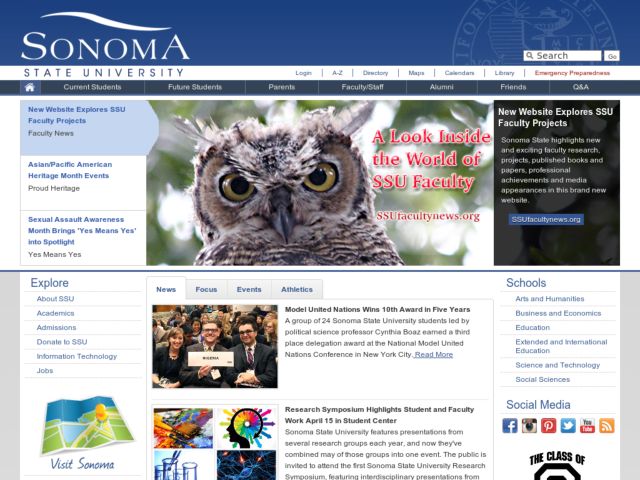 SONOMA
STATE UNIVERSITY
Search
Go
Login
A-Z
Directory
Maps
Calendars
Library
Emergency Preparedness
Current Students
Future Students
Parents
Faculty/Staff
Alumni
Friends
Q&A
New Website Explores SSU
Faculty Projects
Faculty News
Asian/Pacific American
Heritage Month Events
Proud Heritage
Sexual Assault Awareness
Month Brings 'Yes Means Yes'
into Spotlight
Yes Means Yes
A Look Inside
the World of
SSU Faculty
SSUfacultynews.org
New Website Explores SSU
Faculty Projects
Sonoma State highlights new
and exciting faculty research,
projects, published books and
papers, professional
achievements and media
appearances in this brand new
website.
SSUfacultynews.org
Explore
About SSU
Academics
Admissions
Donate to SSU
Information Technology
Jobs
Visit Sonoma
News
Focus
Events
Athletics
NIGERIA
Model United Nations Wins 10th Award in Five Years
A group of 24 Sonoma State University students led by
political science professor Cynthia Boaz earned a third
place delegation award at the National Model United
Nations Conference in New York City. Read More
Research Symposium Highlights Student and Faculty
Work April 15 in Student Center
Sonoma State University features presentations from
several research groups each year, and now they've
combined may of those groups into one event. The public is
invited to attend the first Sonoma State University Research
Symposium, featuring interdisciplinary presentations from
Schools
Arts and Humanities
Business and Economics
Education
Extended and International
Education
Science and Technology
Social Sciences
Social Media
You
Tube
THE CLASS OF